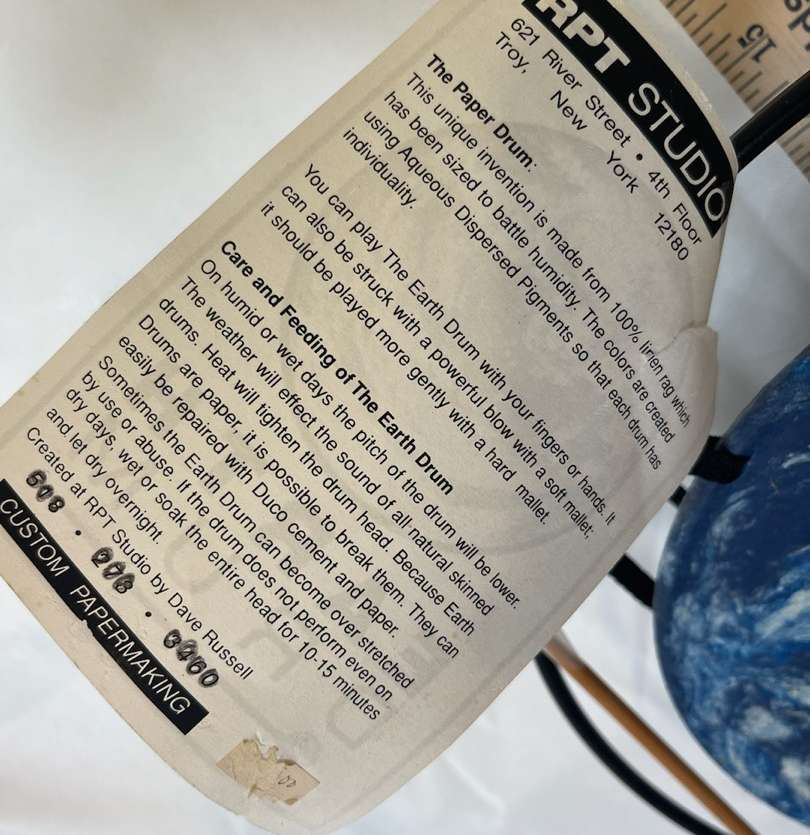 RPT STUDIO
621 River Street • 4th Floor
Troy, New York 12180
The Paper Drum:
This unique invention is made from 100% linen rag which
has been sized to battle humidity. The colors are created
using Aqueous Dispersed Pigments so that each drum has
individuality.
You can play The Earth Drum with your fingers or hands. It
can also be struck with a powerful blow with a soft mallet;
it should be played more gently with a hard mallet.
Care and Feeding of The Earth Drum
On humid or wet days the pitch of the drum will be lower.
The weather will effect the sound of all natural skinned
drums. Heat will tighten the drum head. Because Earth
Drums are paper, it is possible to break them. They can
easily be repaired with Duco cement and paper.
Sometimes the Earth Drum can become over stretched
by use or abuse. If the drum does not perform even on
dry days, wet or soak the entire head for 10-15 minutes
and let dry overnight.
Created at RPT Studio by Dave Russell
CUSTOM PAPERMAKING
15